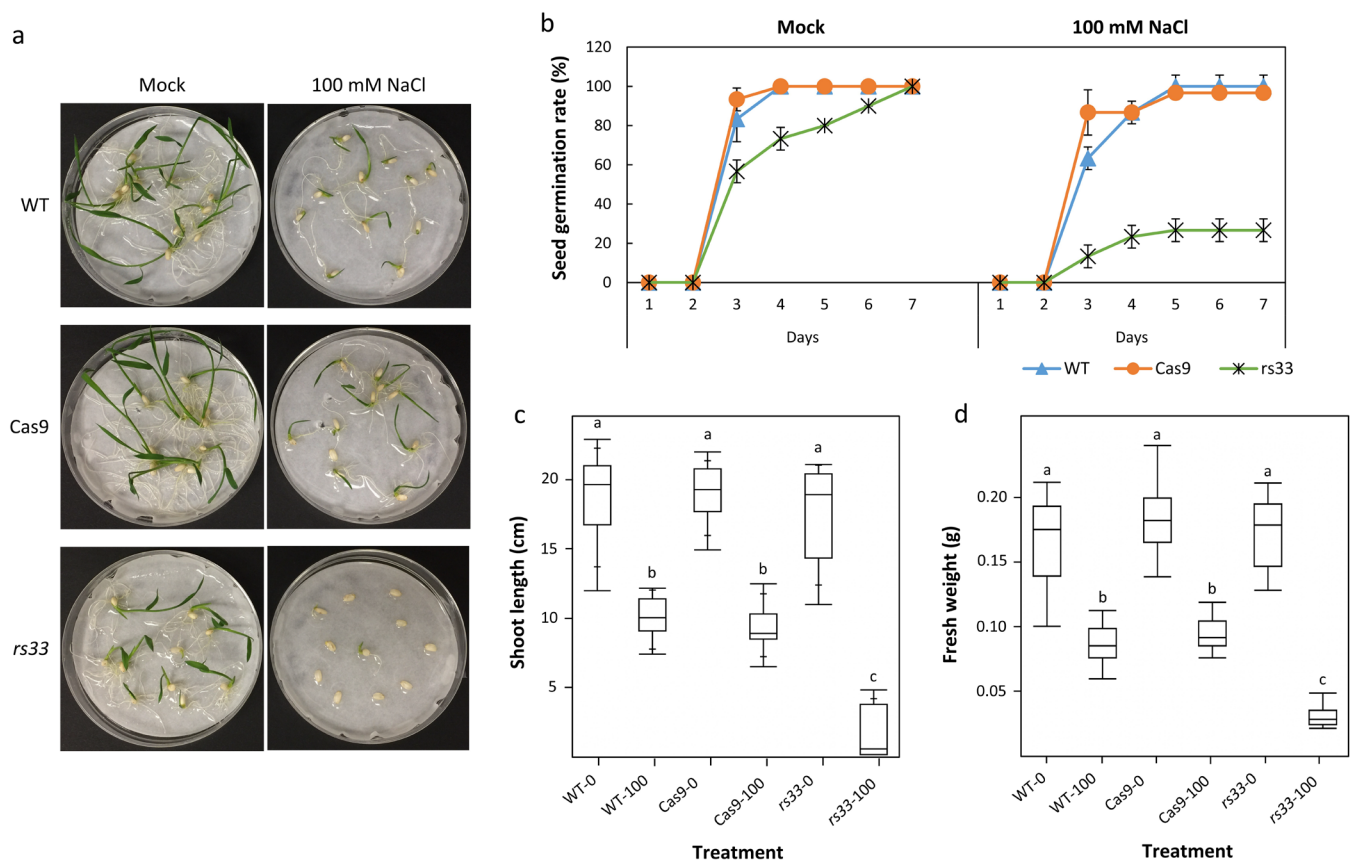 a
Mock
100 mM NaCl
WT
Cas9
rs33
b
Mock
100 mM NaCl
Seed germination rate (%)
120
100
80
60
40
20
0
1 2 3 4 5 6 7 1 2 3 4 5 6 7
Days Days
WT Cas9 rs33
c
Shoot length (cm)
20
15
10
5
a b a b a c
WT-0 WT-100 Cas9-0 Cas9-100 rs33-0 rs33-100
Treatment
d
Fresh weight (g)
0.20
0.15
0.10
0.05
a b a b a c
WT-0 WT-100 Cas9-0 Cas9-100 rs33-0 rs33-100
Treatment